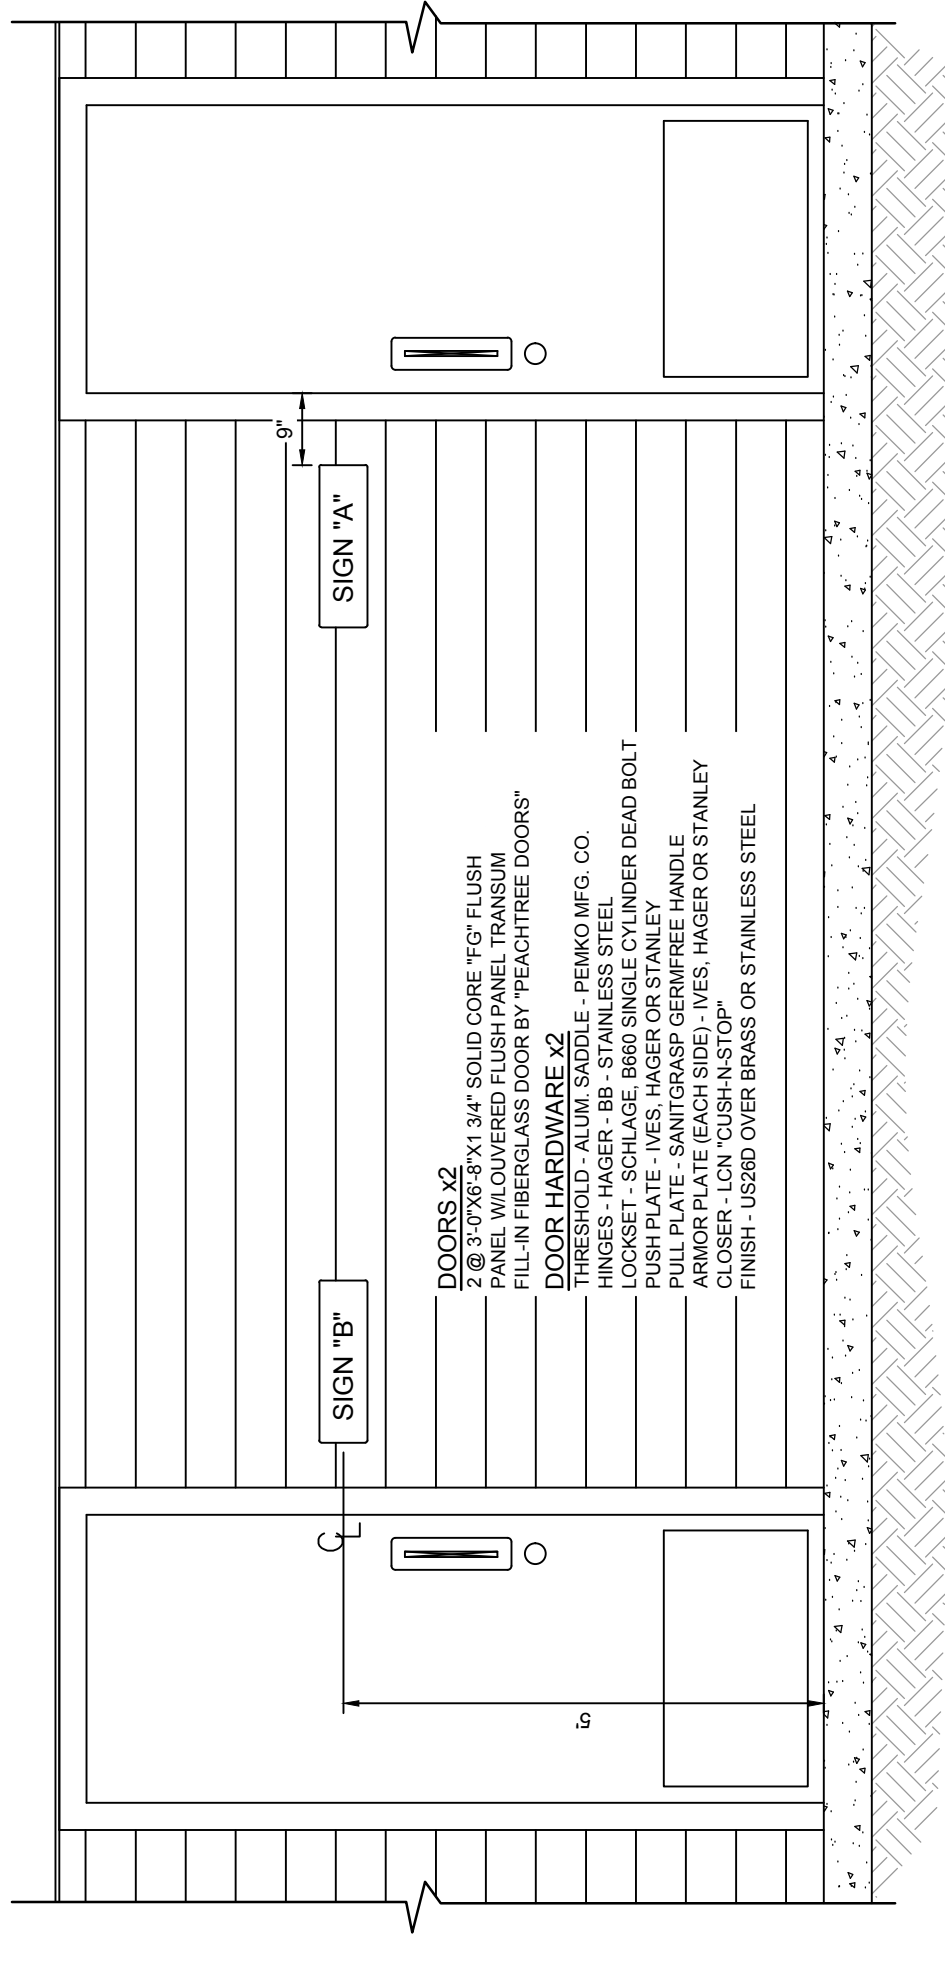 SIGN "B"
SIGN "A"
9"
C
L
5'
DOORS x2
2 @ 3'-0"X6'-8"X1 3/4" SOLID CORE "FG" FLUSH
PANEL W/LOUVERED FLUSH PANEL TRANSUM
FILL-IN FIBERGLASS DOOR BY "PEACHTREE DOORS"
DOOR HARDWARE x2
THRESHOLD - ALUM. SADDLE - PEMKO MFG. CO.
HINGES - HAGER - BB - STAINLESS STEEL
LOCKSET - SCHLAGE, B660 SINGLE CYLINDER DEAD BOLT
PUSH PLATE - IVES, HAGER OR STANLEY
PULL PLATE - SANITGRASP GERMFREE HANDLE
ARMOR PLATE (EACH SIDE) - IVES, HAGER OR STANLEY
CLOSER - LCN "CUSH-N-STOP"
FINISH - US26D OVER BRASS OR STAINLESS STEEL